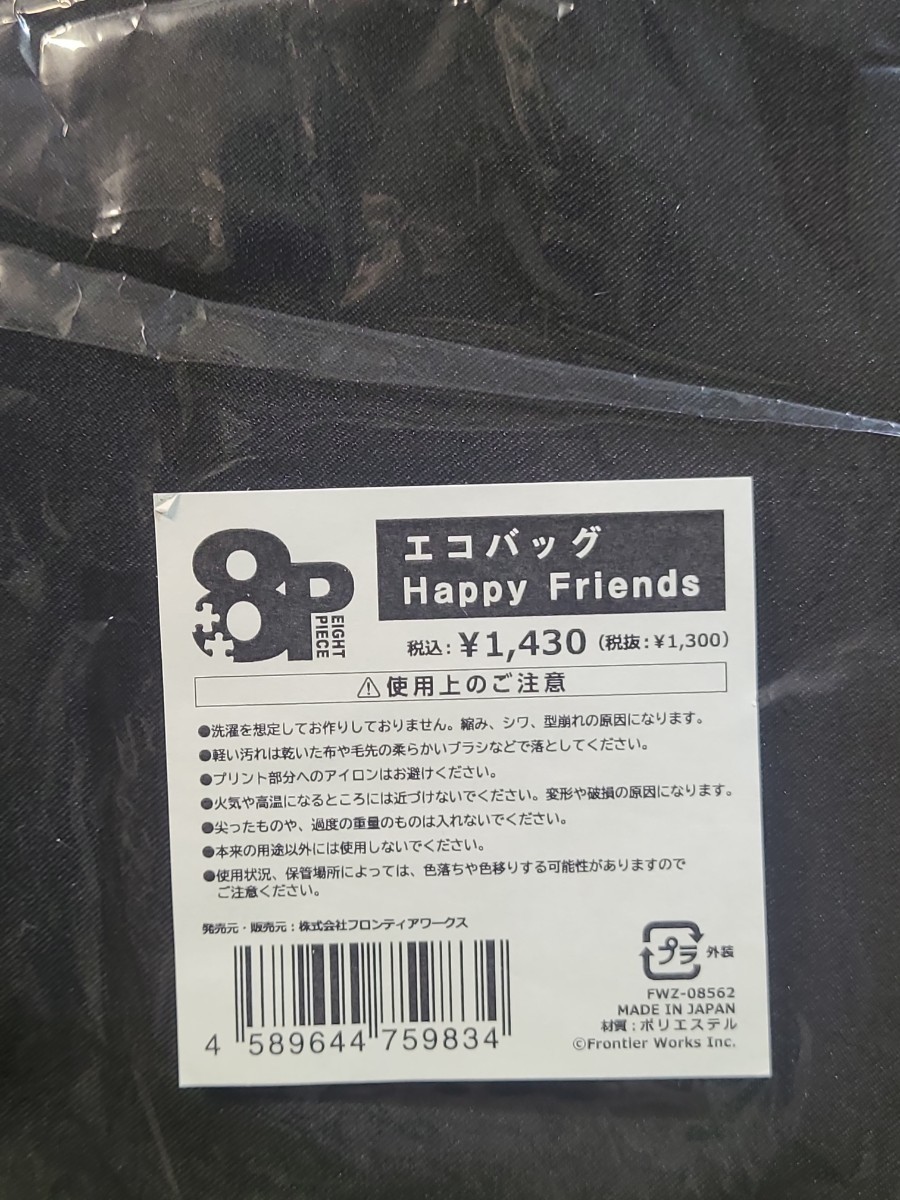 8P
EIGHT
PIECE
エコバッグ
Happy Friends
税込:¥1,430 (税抜:¥1,300)
⚠使用上のご注意
●洗濯を想定してお作りしておりません。縮み、シワ、型崩れの原因になります。
●軽い汚れは乾いた布や毛先の柔らかいブラシなどで落としてください。
●プリント部分へのアイロンはお避けください。
●火気や高温になるところには近づけないでください。変形や破損の原因になります。
●尖ったものや、過度の重量のものは入れないでください。
●本来の用途以外には使用しないでください。
●使用状況、保管場所によっては、色落ちや色移りする可能性がありますので
ご注意ください。
発売元・販売元:株式会社フロンティアワークス
プラ 外装
FWZ-08562
MADE IN JAPAN
材質:ポリエステル
©Frontier Works Inc.
4 589644 759834